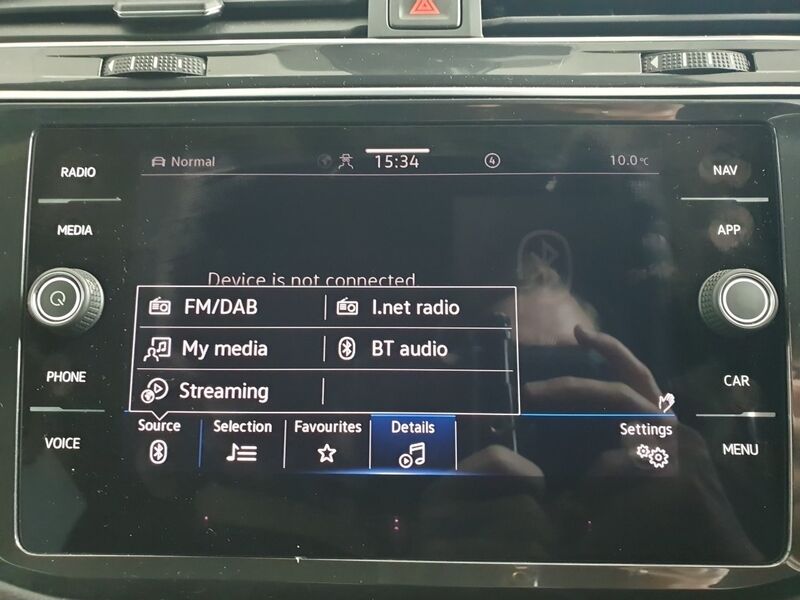 RADIO
MEDIA
PHONE
VOICE
Normal 15:34 4 10.0°C
Device is not connected
FM/DAB I.net radio
My media BT audio
Streaming
Source Selection Favourites Details Settings
NAV
APP
CAR
MENU